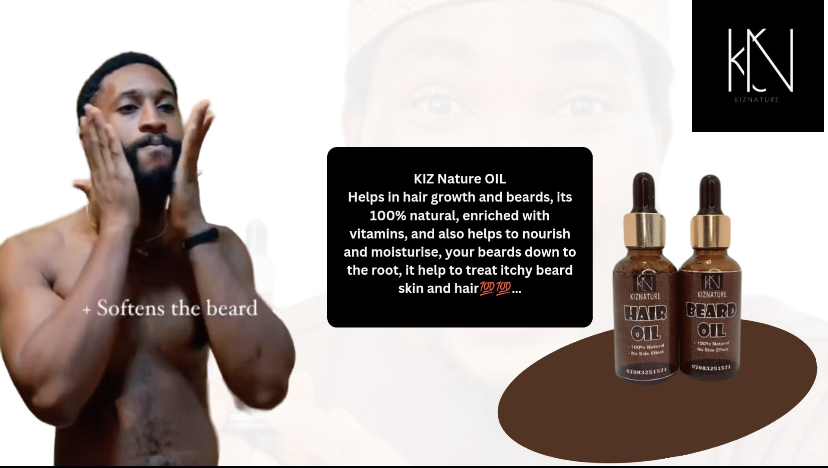 KN
KIZNATURE
KIZ Nature OIL
Helps in hair growth and beards, its
100% natural, enriched with
vitamins, and also helps to nourish
and moisturise, your beards down to
the root, it help to treat itchy beard
skin and hair💯💯...
+ Softens the beard
KIZNATURE
HAIR
OIL
- 100% Natural
- No Side Effect
KIZNATURE
BEARD
OIL
- 100% Natural
No Side Effect